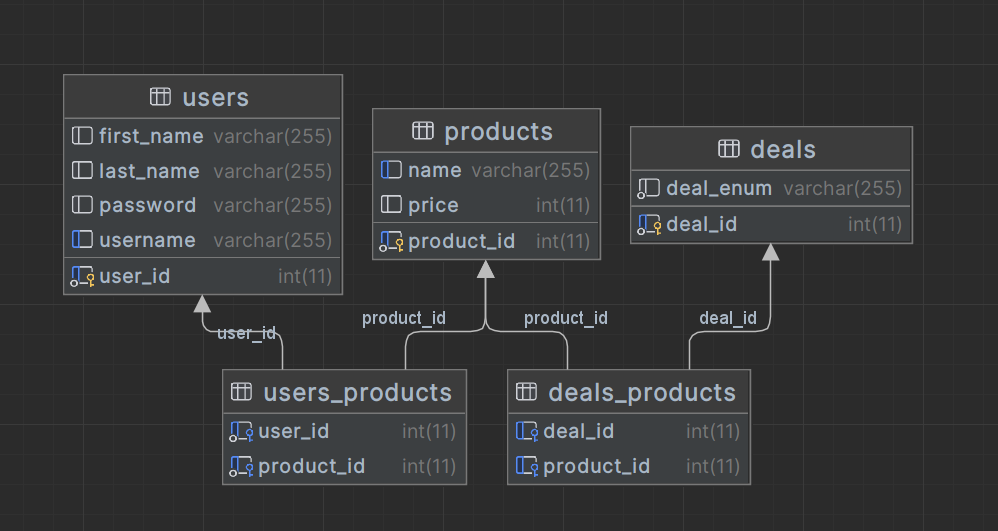 users
first_name varchar(255)
last_name varchar(255)
password varchar(255)
username varchar(255)
user_id int(11)
products
name varchar(255)
price int(11)
product_id int(11)
deals
deal_enum varchar(255)
deal_id int(11)
user_id
product_id
product_id
deal_id
users_products
user_id int(11)
product_id int(11)
deals_products
deal_id int(11)
product_id int(11)